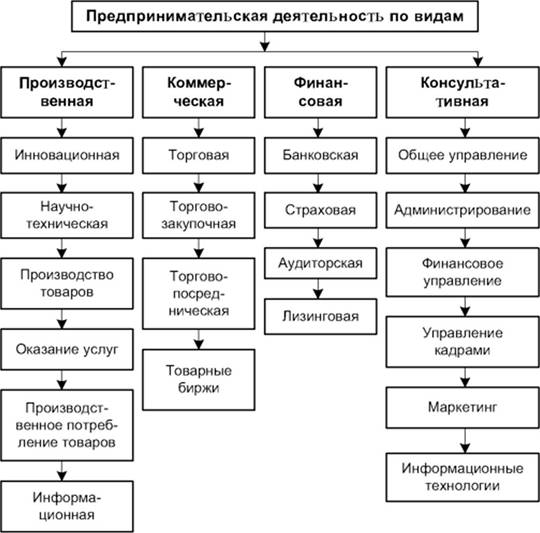 Предпринимательская деятельность по видам
Производст-
венная
Инновационная
Научно-
техническая
Производство
товаров
Оказание услуг
Производст-
венное потреб-
ление товаров
Информа-
ционная
Коммер-
ческая
Торговая
Торгово-
закупочная
Торгово-
посред-
ническая
Товарные
биржи
Финан-
совая
Банковская
Страховая
Аудиторская
Лизинговая
Консульта-
тивная
Общее управление
Администрирование
Финансовое
управление
Управление
кадрами
Маркетинг
Информационные
технологии